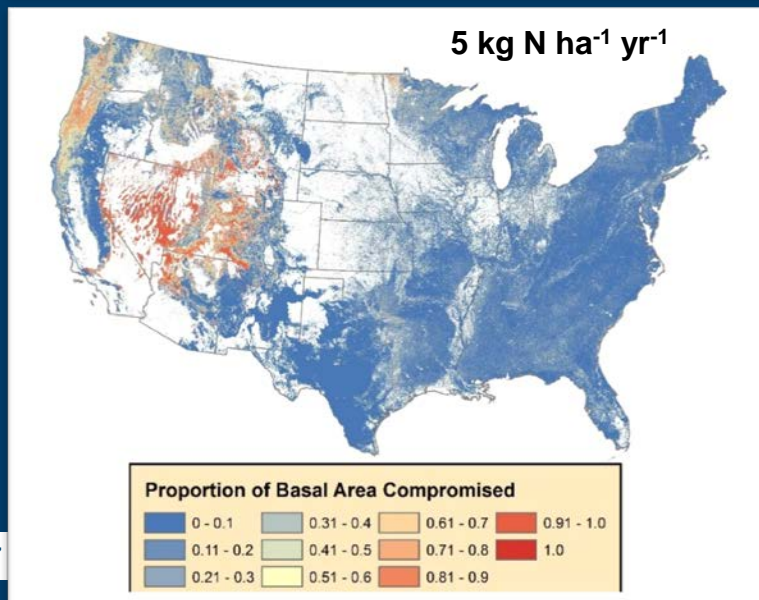 5 kg N ha⁻¹ yr⁻¹
Proportion of Basal Area Compromised
0 - 0.1 0.31 - 0.4 0.61 - 0.7 0.91 - 1.0
0.11 - 0.2 0.41 - 0.5 0.71 - 0.8 1.0
0.21 - 0.3 0.51 - 0.6 0.81 - 0.9